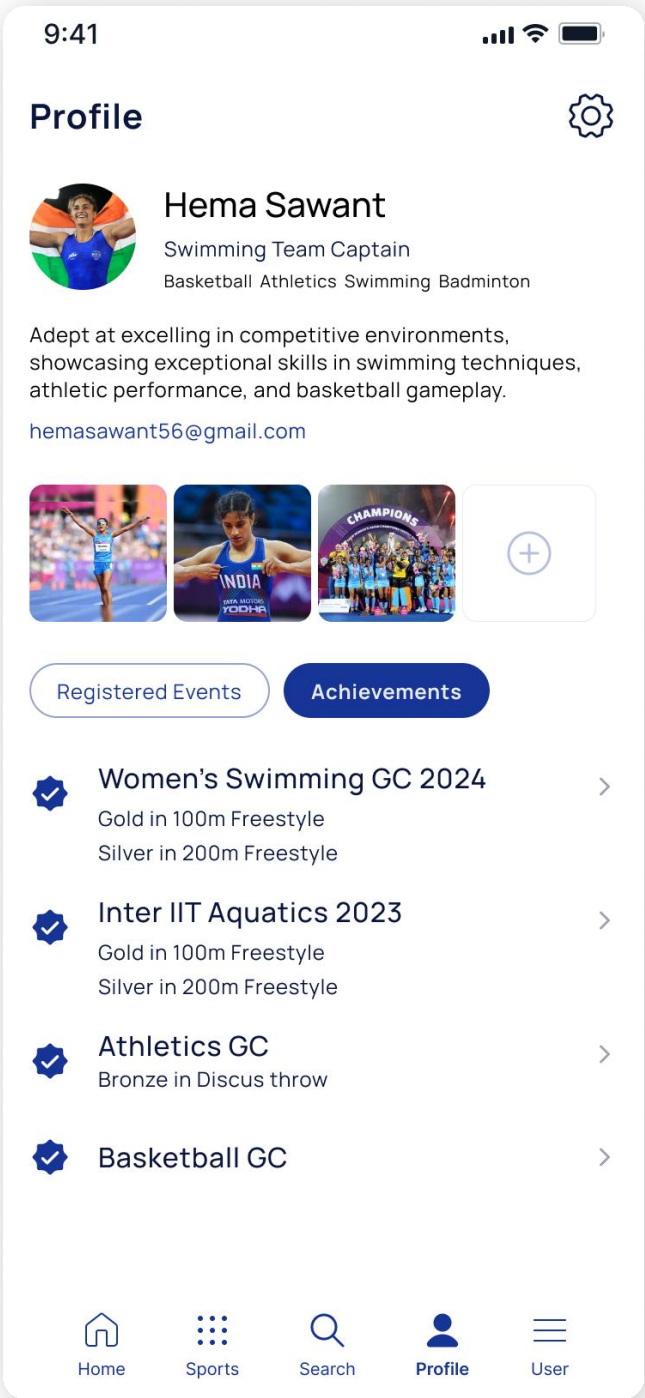 9:41
Profile
Hema Sawant
Swimming Team Captain
Basketball Athletics Swimming Badminton
Adept at excelling in competitive environments,
showcasing exceptional skills in swimming techniques,
athletic performance, and basketball gameplay.
hemasawant56@gmail.com
CHAMPIONS
INDIA
TATA MOTORS
YODHA
Registered Events
Achievements
Women's Swimming GC 2024
Gold in 100m Freestyle
Silver in 200m Freestyle
Inter IIT Aquatics 2023
Gold in 100m Freestyle
Silver in 200m Freestyle
Athletics GC
Bronze in Discus throw
Basketball GC
Home
Sports
Search
Profile
User